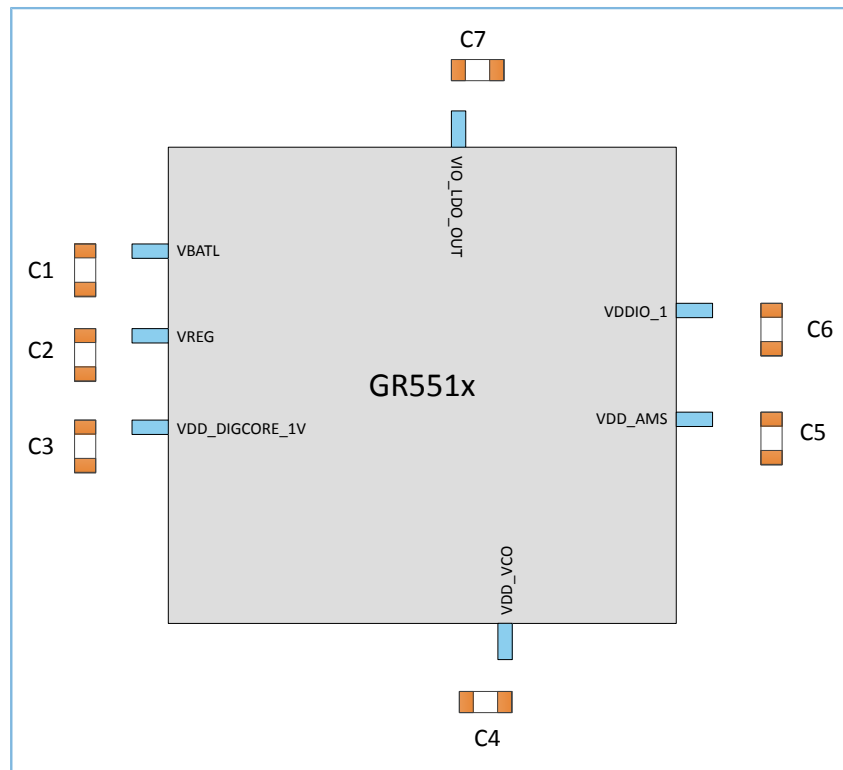 C7
VIO_LDO_OUT
C1
VBATL
VDDIO_1
C6
C2
VREG
GR551x
C3
VDD_DIGCORE_1V
VDD_AMS
C5
VDD_VCO
C4